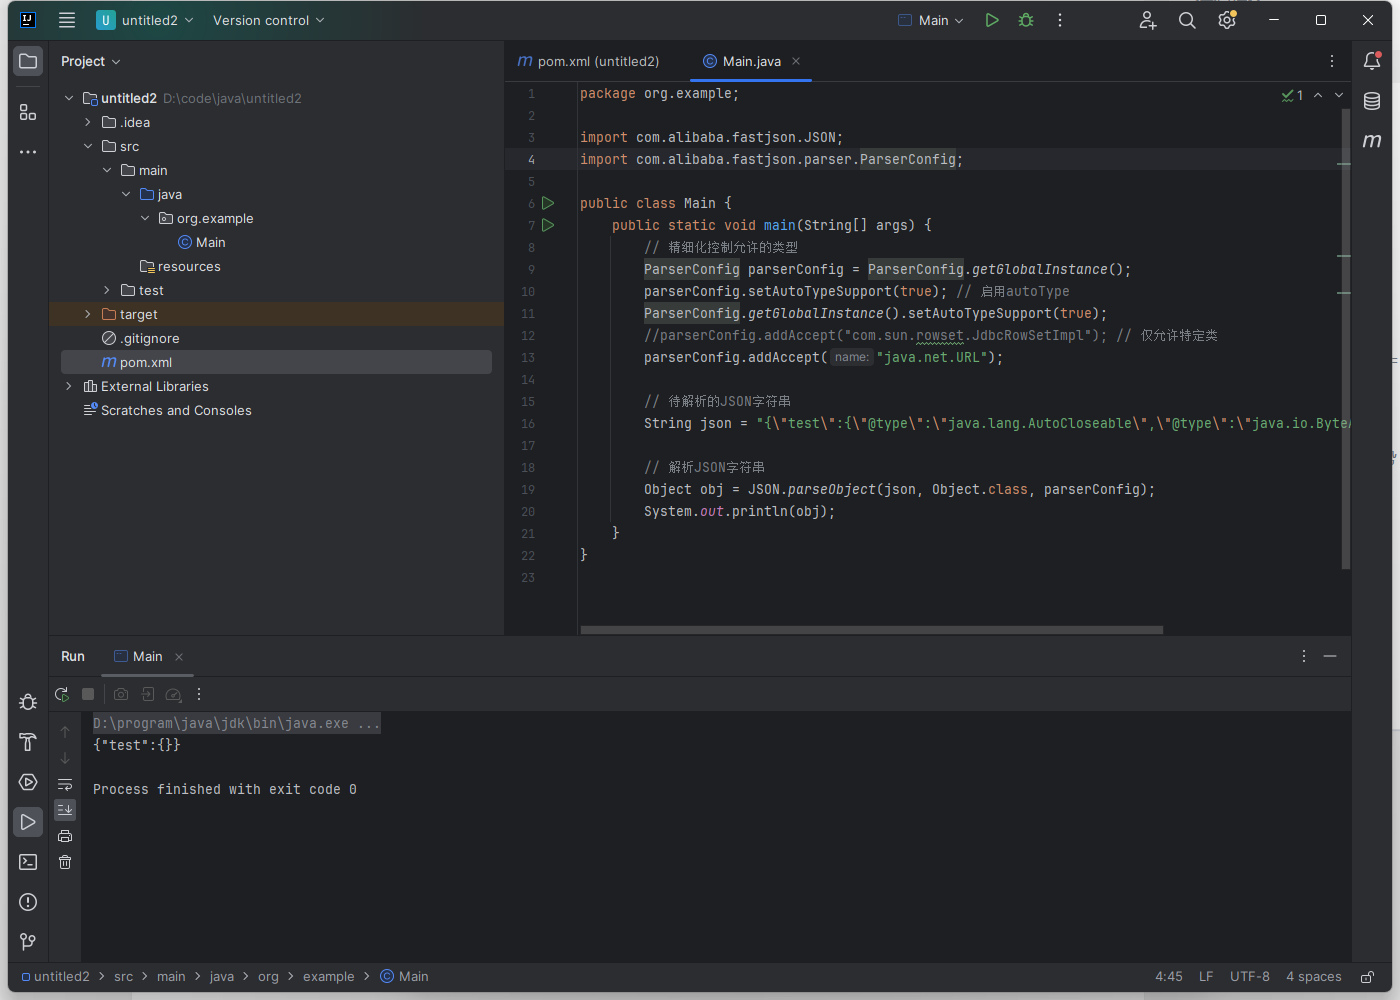 U untitled2 Version control Main
Project
untitled2 D:\code\java\untitled2
.idea
src
main
java
org.example
Main
resources
test
target
.gitignore
pom.xml
External Libraries
Scratches and Consoles
pom.xml (untitled2) Main.java
1 package org.example;
2
3 import com.alibaba.fastjson.JSON;
4 import com.alibaba.fastjson.parser.ParserConfig;
5
6 public class Main {
7 public static void main(String[] args) {
8 // 精细化控制允许的类型
9 ParserConfig parserConfig = ParserConfig.getGlobalInstance();
10 parserConfig.setAutoTypeSupport(true); // 启用autoType
11 ParserConfig.getGlobalInstance().setAutoTypeSupport(true);
12 //parserConfig.addAccept("com.sun.rowset.JdbcRowSetImpl"); // 仅允许特定类
13 parserConfig.addAccept( name: "java.net.URL");
14
15 // 待解析的JSON字符串
16 String json = "{\"test\":{\"@type\":\"java.lang.AutoCloseable\",\"@type\":\"java.io.Byte
17
18 // 解析JSON字符串
19 Object obj = JSON.parseObject(json, Object.class, parserConfig);
20 System.out.println(obj);
21 }
22 }
23
1
Run Main
D:\program\java\jdk\bin\java.exe ...
{"test":{}}
Process finished with exit code 0
untitled2 > src > main > java > org > example > Main 4:45 LF UTF-8 4 spaces